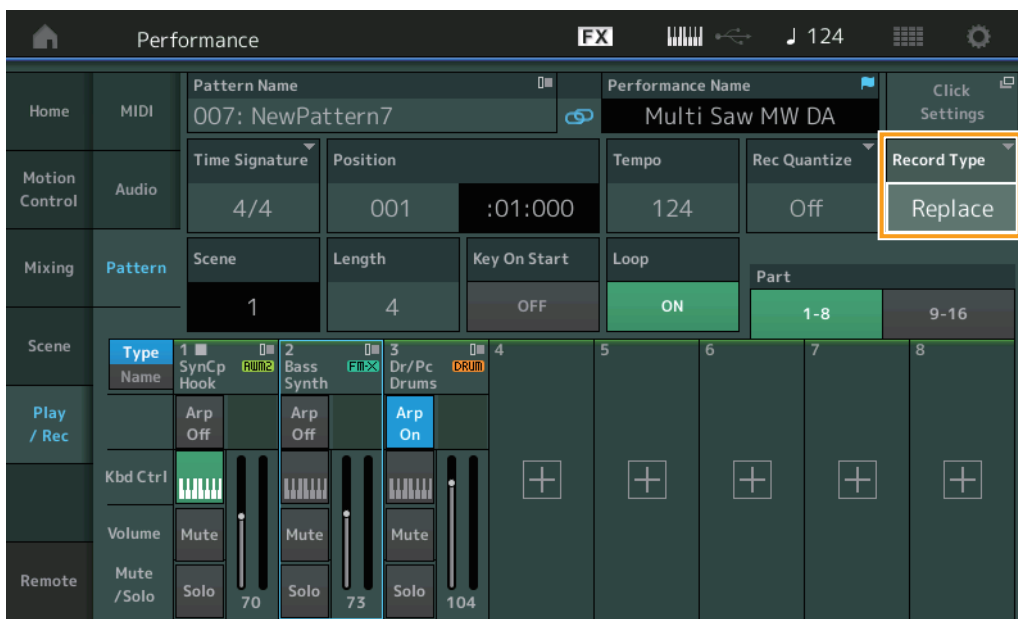 Performance
FX
124
Pattern Name
Performance Name
Click
Settings
007: NewPattern7
Multi Saw MW DA
Home
MIDI
Time Signature
Position
Tempo
Rec Quantize
Record Type
4/4
001
:01:000
124
Off
Replace
Motion
Control
Audio
Mixing
Pattern
Scene
Length
Key On Start
Loop
Part
1
4
OFF
ON
1-8
9-16
Scene
Type
Name
1
SynCp
Hook
AWM2
2
Bass
Synth
FM-X
3
Dr/Pc
Drums
DRUM
4
5
6
7
8
Play
/ Rec
Arp
Off
Arp
Off
Arp
On
Kbd Ctrl
Volume
Mute
Mute
Mute
Remote
Mute
/Solo
Solo
70
Solo
73
Solo
104